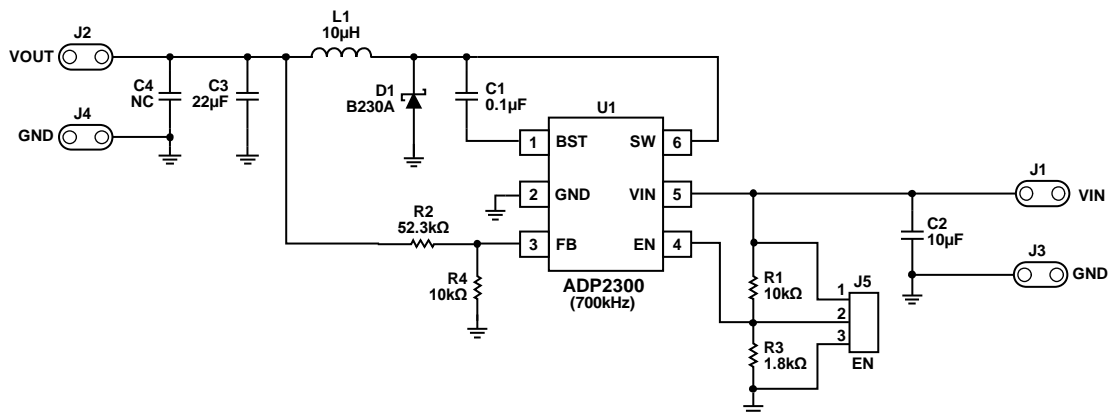 J2
VOUT
J4
GND
C4
NC
C3
22µF
L1
10µH
D1
B230A
C1
0.1µF
U1
1 BST
SW 6
2 GND
VIN 5
3 FB
EN 4
ADP2300
(700kHz)
R2
52.3kΩ
R4
10kΩ
J1
VIN
C2
10µF
J3
GND
R1
10kΩ
J5
1
2
3
EN
R3
1.8kΩ